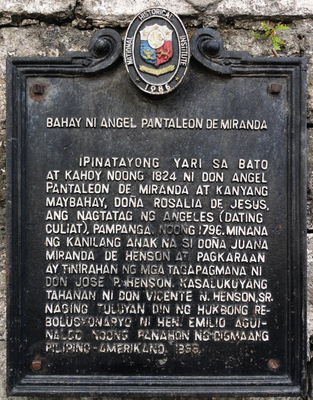 NATIONAL HISTORICAL INSTITUTE
1986
BAHAY NI ANGEL PANTALEON DE MIRANDA
IPINATAYONG YARI SA BATO
AT KAHOY NOONG 1824 NI DON ANGEL
PANTALEON DE MIRANDA AT KANYANG
MAYBAHAY, DOÑA ROSALIA DE JESUS,
ANG NAGTATAG NG ANGELES (DATING
CULIAT), PAMPANGA, NOONG 1796. MINANA
NG KANILANG ANAK NA SI DOÑA JUANA
MIRANDA DE HENSON AT PAGKARAAN
AY TINIRAHAN NG MGA TAGAPAGMANA NI
DON JOSE P. HENSON. KASALUKUYANG
TAHANAN NI DON VICENTE N. HENSON, SR.
NAGING TULUYAN DIN NG HUKBONG RE-
BOLUSYONARYO NI HEN. EMILIO AGUI-
NALDO NOONG PANAHON NG DIGMAANG
PILIPINO-AMERIKANO, 1899.